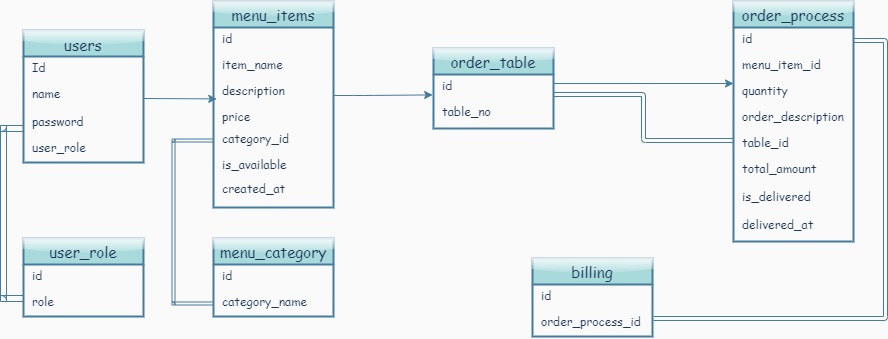 users
Id
name
password
user_role
menu_items
id
item_name
description
price
category_id
is_available
created_at
order_table
id
table_no
order_process
id
menu_item_id
quantity
order_description
table_id
total_amount
is_delivered
delivered_at
user_role
id
role
menu_category
id
category_name
billing
id
order_process_id